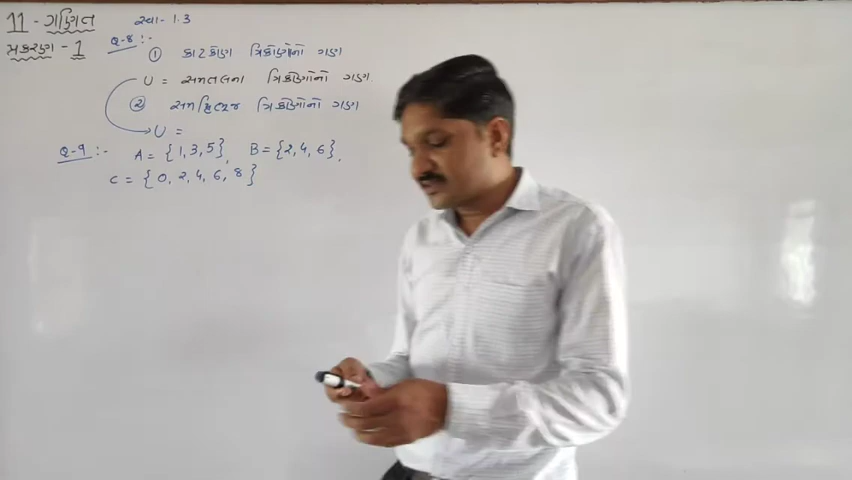 11 - ગણિત સ્વા- 1.3
પ્રકરણ - 1 Q-8 :-
① કાટકોણ ત્રિકોણોનો ગણ
U = સમતલના ત્રિકોણોનો ગણ.
② સમદ્વિબાજુ ત્રિકોણોનો ગણ
U =
Q-9 :- A = {1, 3, 5}, B = {2, 4, 6},
C = {0, 2, 4, 6, 8}